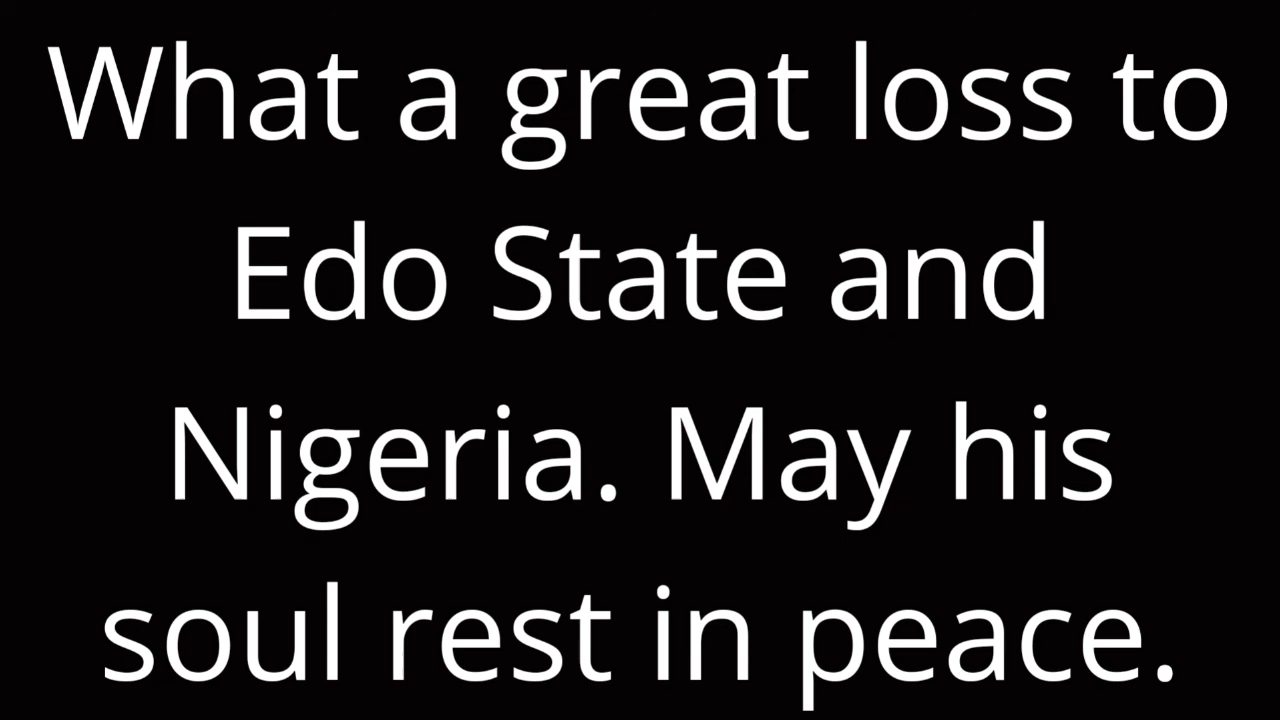 What a great loss to
Edo State and
Nigeria. May his
soul rest in peace.